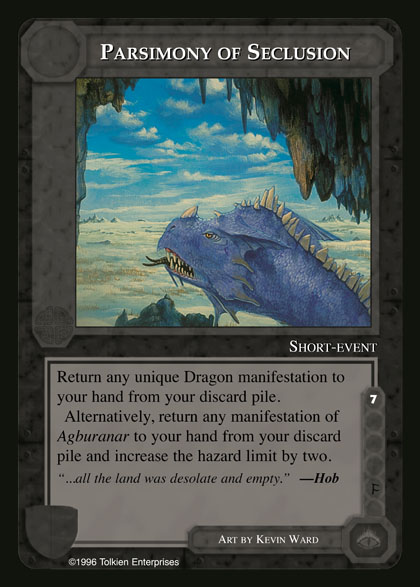 PARSIMONY OF SECLUSION
SHORT-EVENT
Return any unique Dragon manifestation to
your hand from your discard pile.
Alternatively, return any manifestation of
Agburanar to your hand from your discard
pile and increase the hazard limit by two.
“...all the land was desolate and empty.” —Hob
7
F
ART BY KEVIN WARD
©1996 Tolkien Enterprises